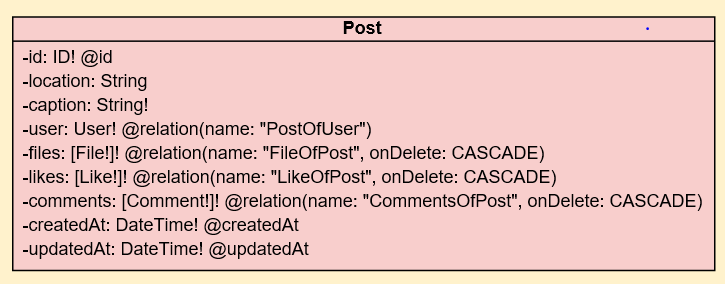 Post
-id: ID! @id
-location: String
-caption: String!
-user: User! @relation(name: "PostOfUser")
-files: [File!]! @relation(name: "FileOfPost", onDelete: CASCADE)
-likes: [Like!]! @relation(name: "LikeOfPost", onDelete: CASCADE)
-comments: [Comment!]! @relation(name: "CommentsOfPost", onDelete: CASCADE)
-createdAt: DateTime! @createdAt
-updatedAt: DateTime! @updatedAt